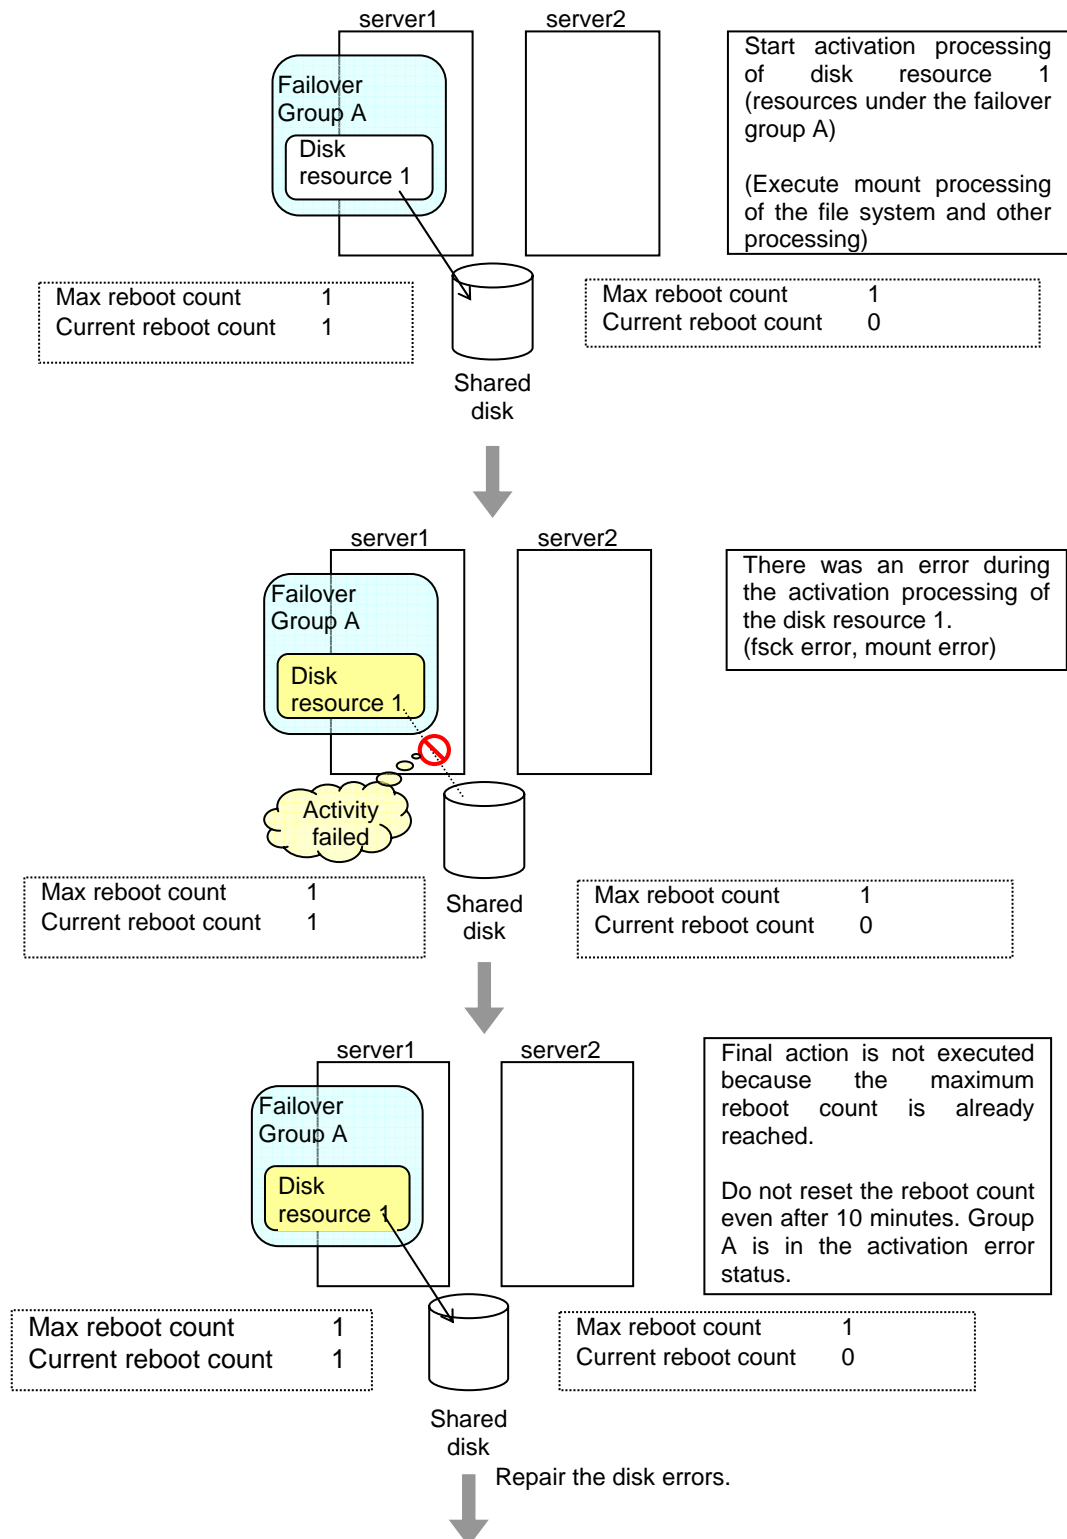 server1
server2
Failover
Group A
Disk
resource 1
Start activation processing
of disk resource 1
(resources under the failover
group A)
(Execute mount processing
of the file system and other
processing)
Max reboot count 1
Current reboot count 1
Max reboot count 1
Current reboot count 0
Shared
disk
server1
server2
Failover
Group A
Disk
resource 1
There was an error during
the activation processing of
the disk resource 1.
(fsck error, mount error)
Activity
failed
Max reboot count 1
Current reboot count 1
Max reboot count 1
Current reboot count 0
Shared
disk
server1
server2
Failover
Group A
Disk
resource 1
Final action is not executed
because the maximum
reboot count is already
reached.
Do not reset the reboot count
even after 10 minutes. Group
A is in the activation error
status.
Max reboot count 1
Current reboot count 1
Max reboot count 1
Current reboot count 0
Shared
disk
Repair the disk errors.